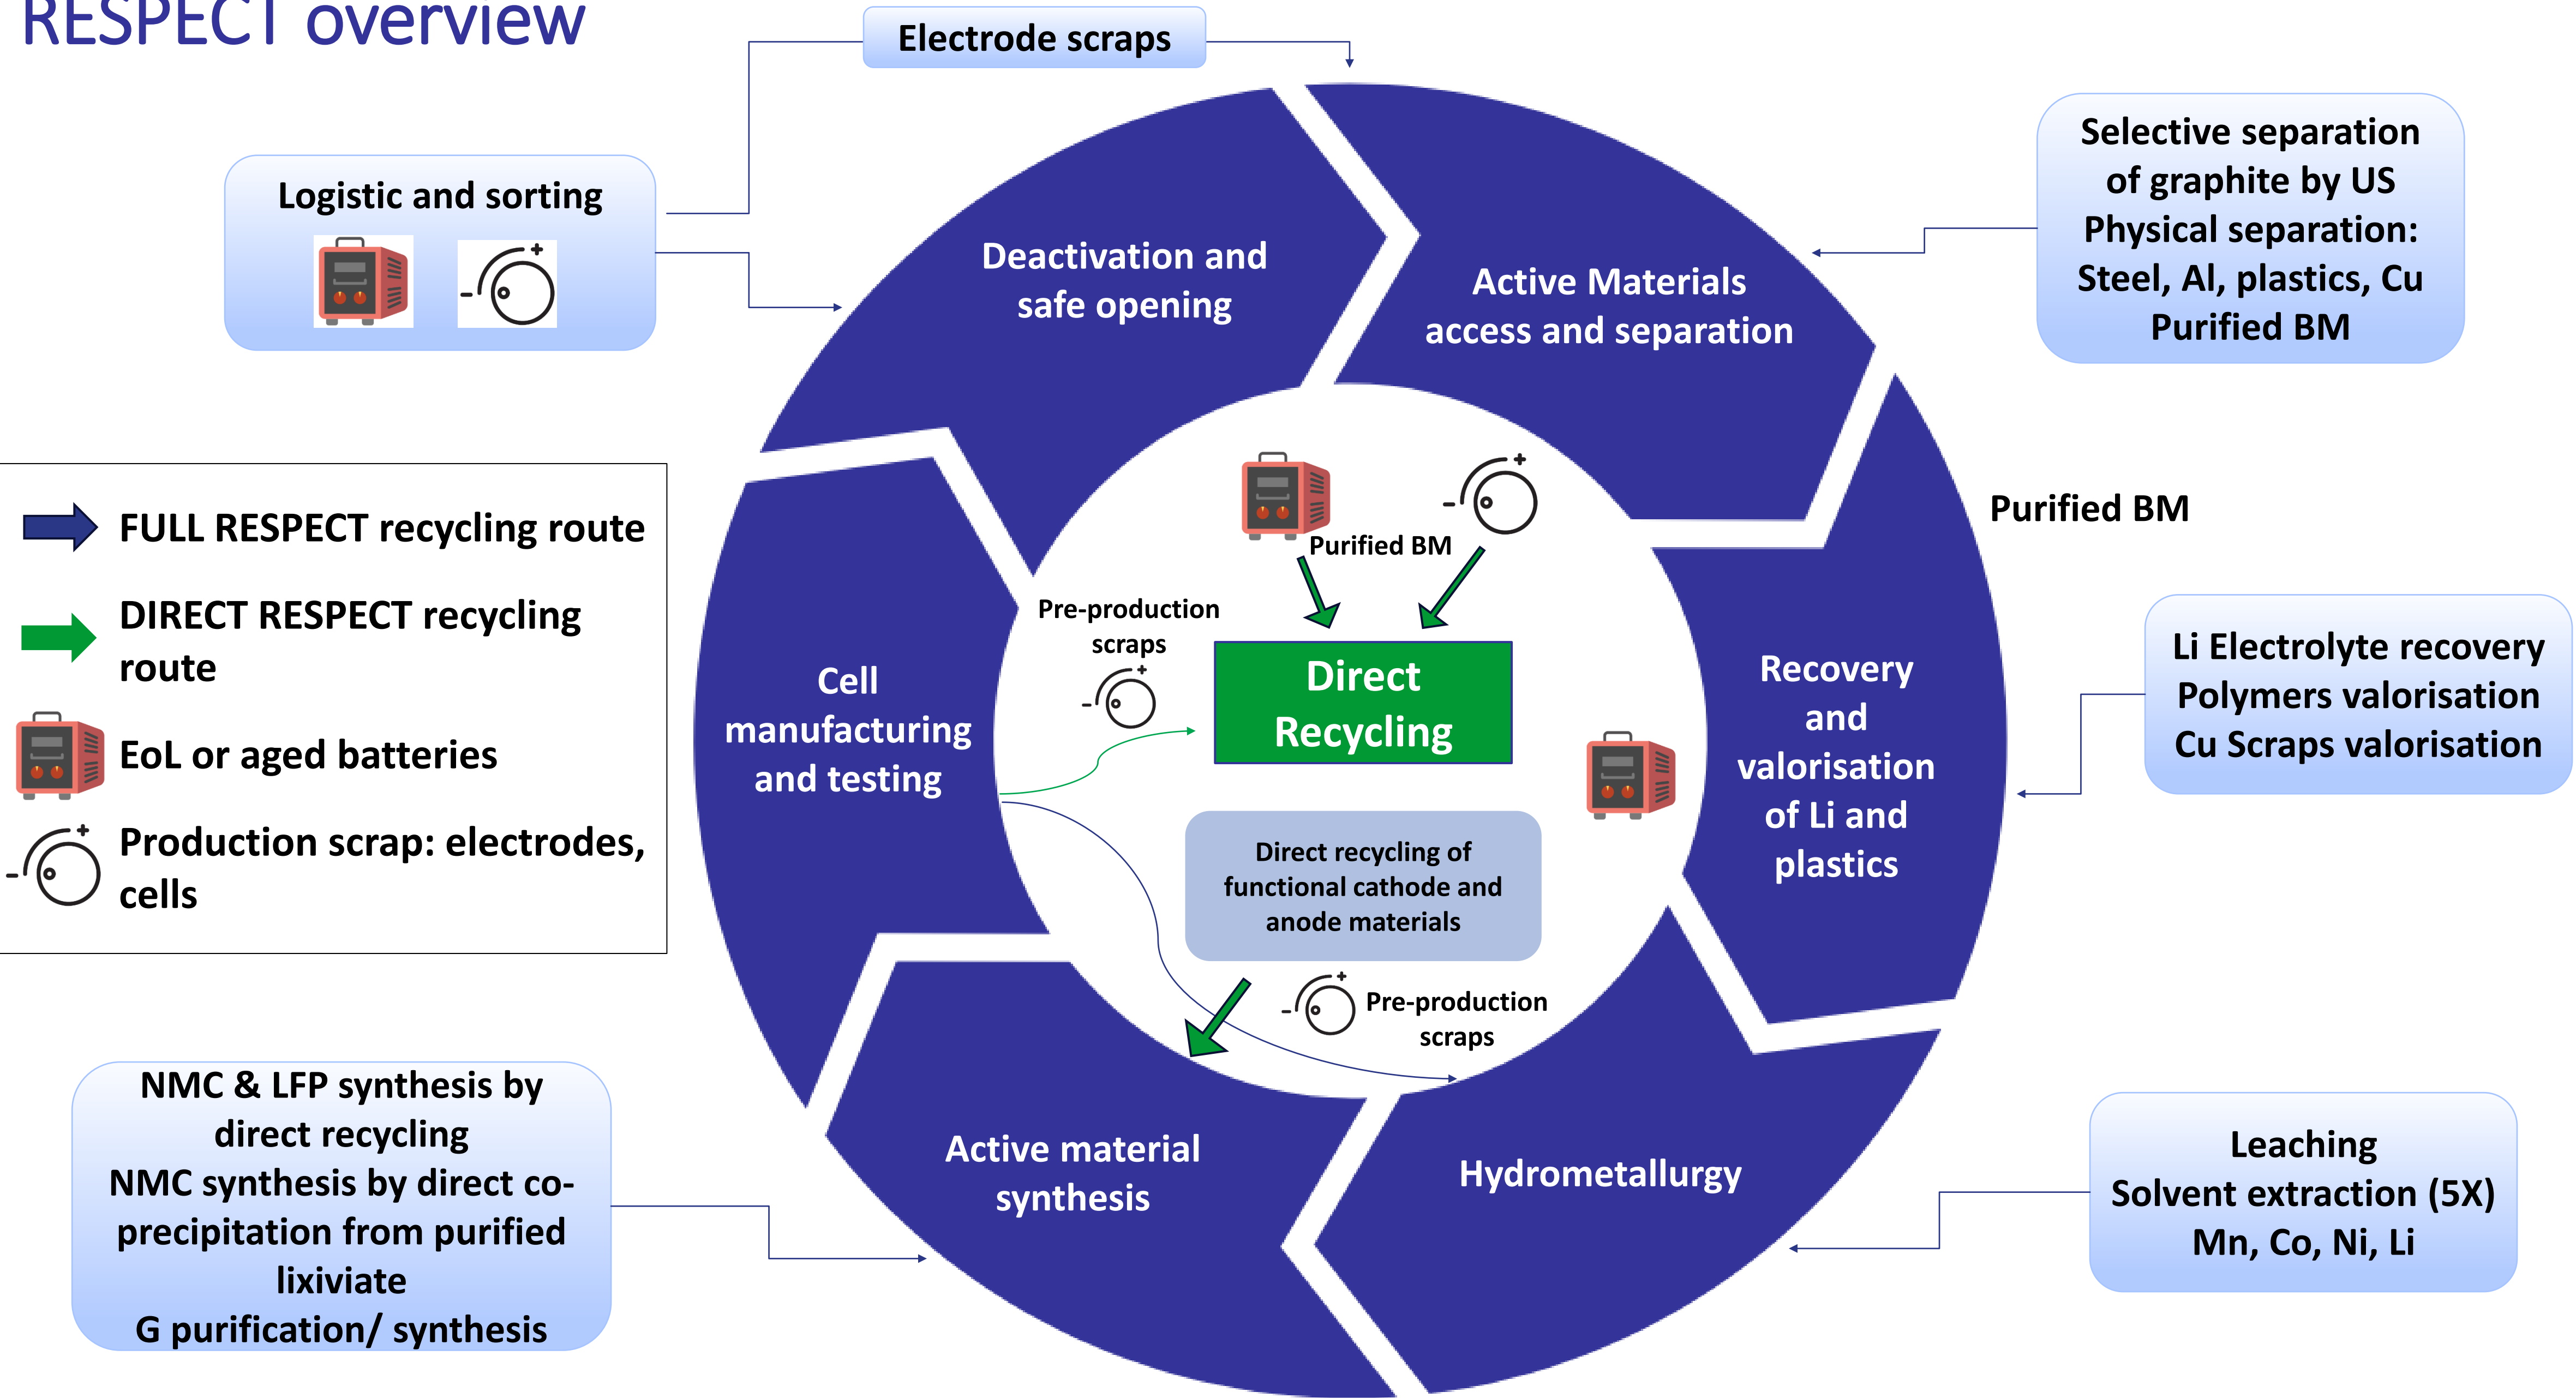 RESPECT overview
Electrode scraps
Logistic and sorting
Selective separation
of graphite by US
Physical separation:
Steel, Al, plastics, Cu
Purified BM
Deactivation and
safe opening
Active Materials
access and separation
FULL RESPECT recycling route
DIRECT RESPECT recycling
route
EoL or aged batteries
Production scrap: electrodes,
cells
Purified BM
Purified BM
Pre-production
scraps
Direct
Recycling
Cell
manufacturing
and testing
Recovery
and
valorisation
of Li and
plastics
Li Electrolyte recovery
Polymers valorisation
Cu Scraps valorisation
Direct recycling of
functional cathode and
anode materials
Pre-production
scraps
NMC & LFP synthesis by
direct recycling
NMC synthesis by direct co-
precipitation from purified
lixiviate
G purification/ synthesis
Active material
synthesis
Hydrometallurgy
Leaching
Solvent extraction (5X)
Mn, Co, Ni, Li